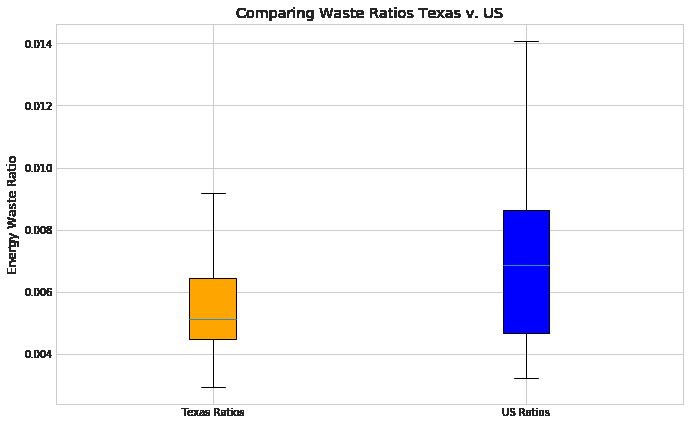 Comparing Waste Ratios Texas v. US
0.014
0.012
0.010
0.008
0.006
0.004
Energy Waste Ratio
Texas Ratios
US Ratios